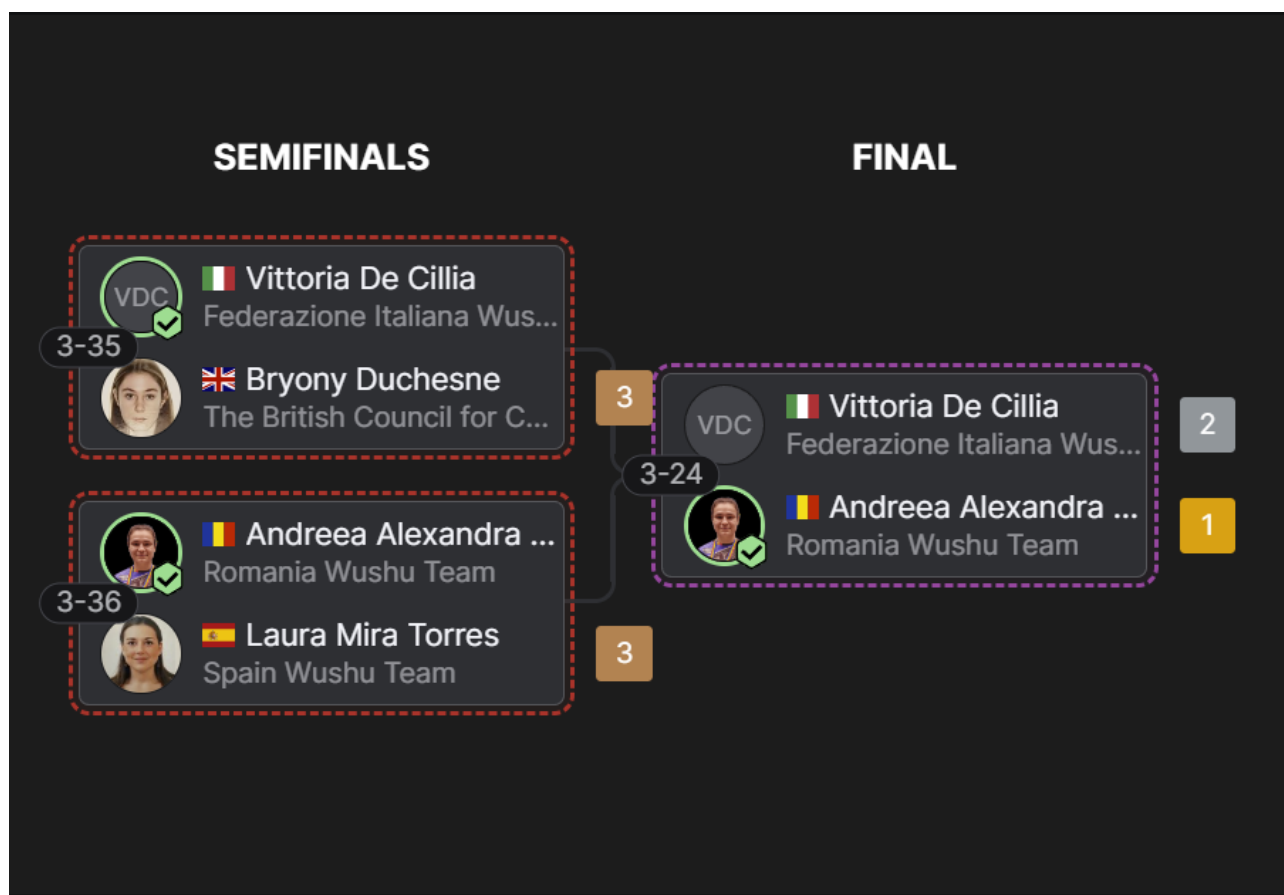 SEMIFINALS
FINAL
VDC
Vittoria De Cillia
Federazione Italiana Wus...
3-35
Bryony Duchesne
The British Council for C...
3
Andreea Alexandra ...
Romania Wushu Team
3-36
Laura Mira Torres
Spain Wushu Team
3
VDC
Vittoria De Cillia
Federazione Italiana Wus...
2
3-24
Andreea Alexandra ...
Romania Wushu Team
1